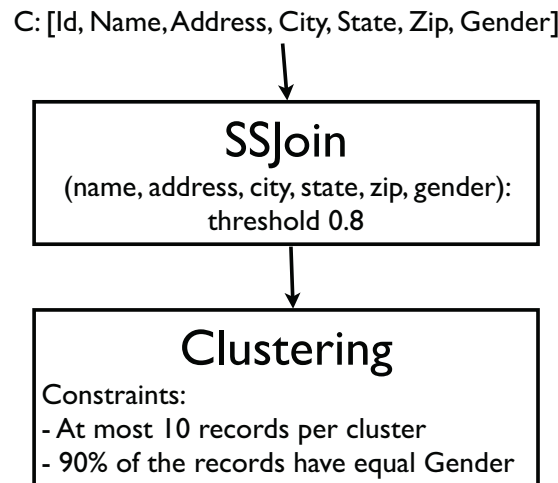 C: [Id, Name, Address, City, State, Zip, Gender]
SSJoin
(name, address, city, state, zip, gender):
threshold 0.8
Clustering
Constraints:
- At most 10 records per cluster
- 90% of the records have equal Gender